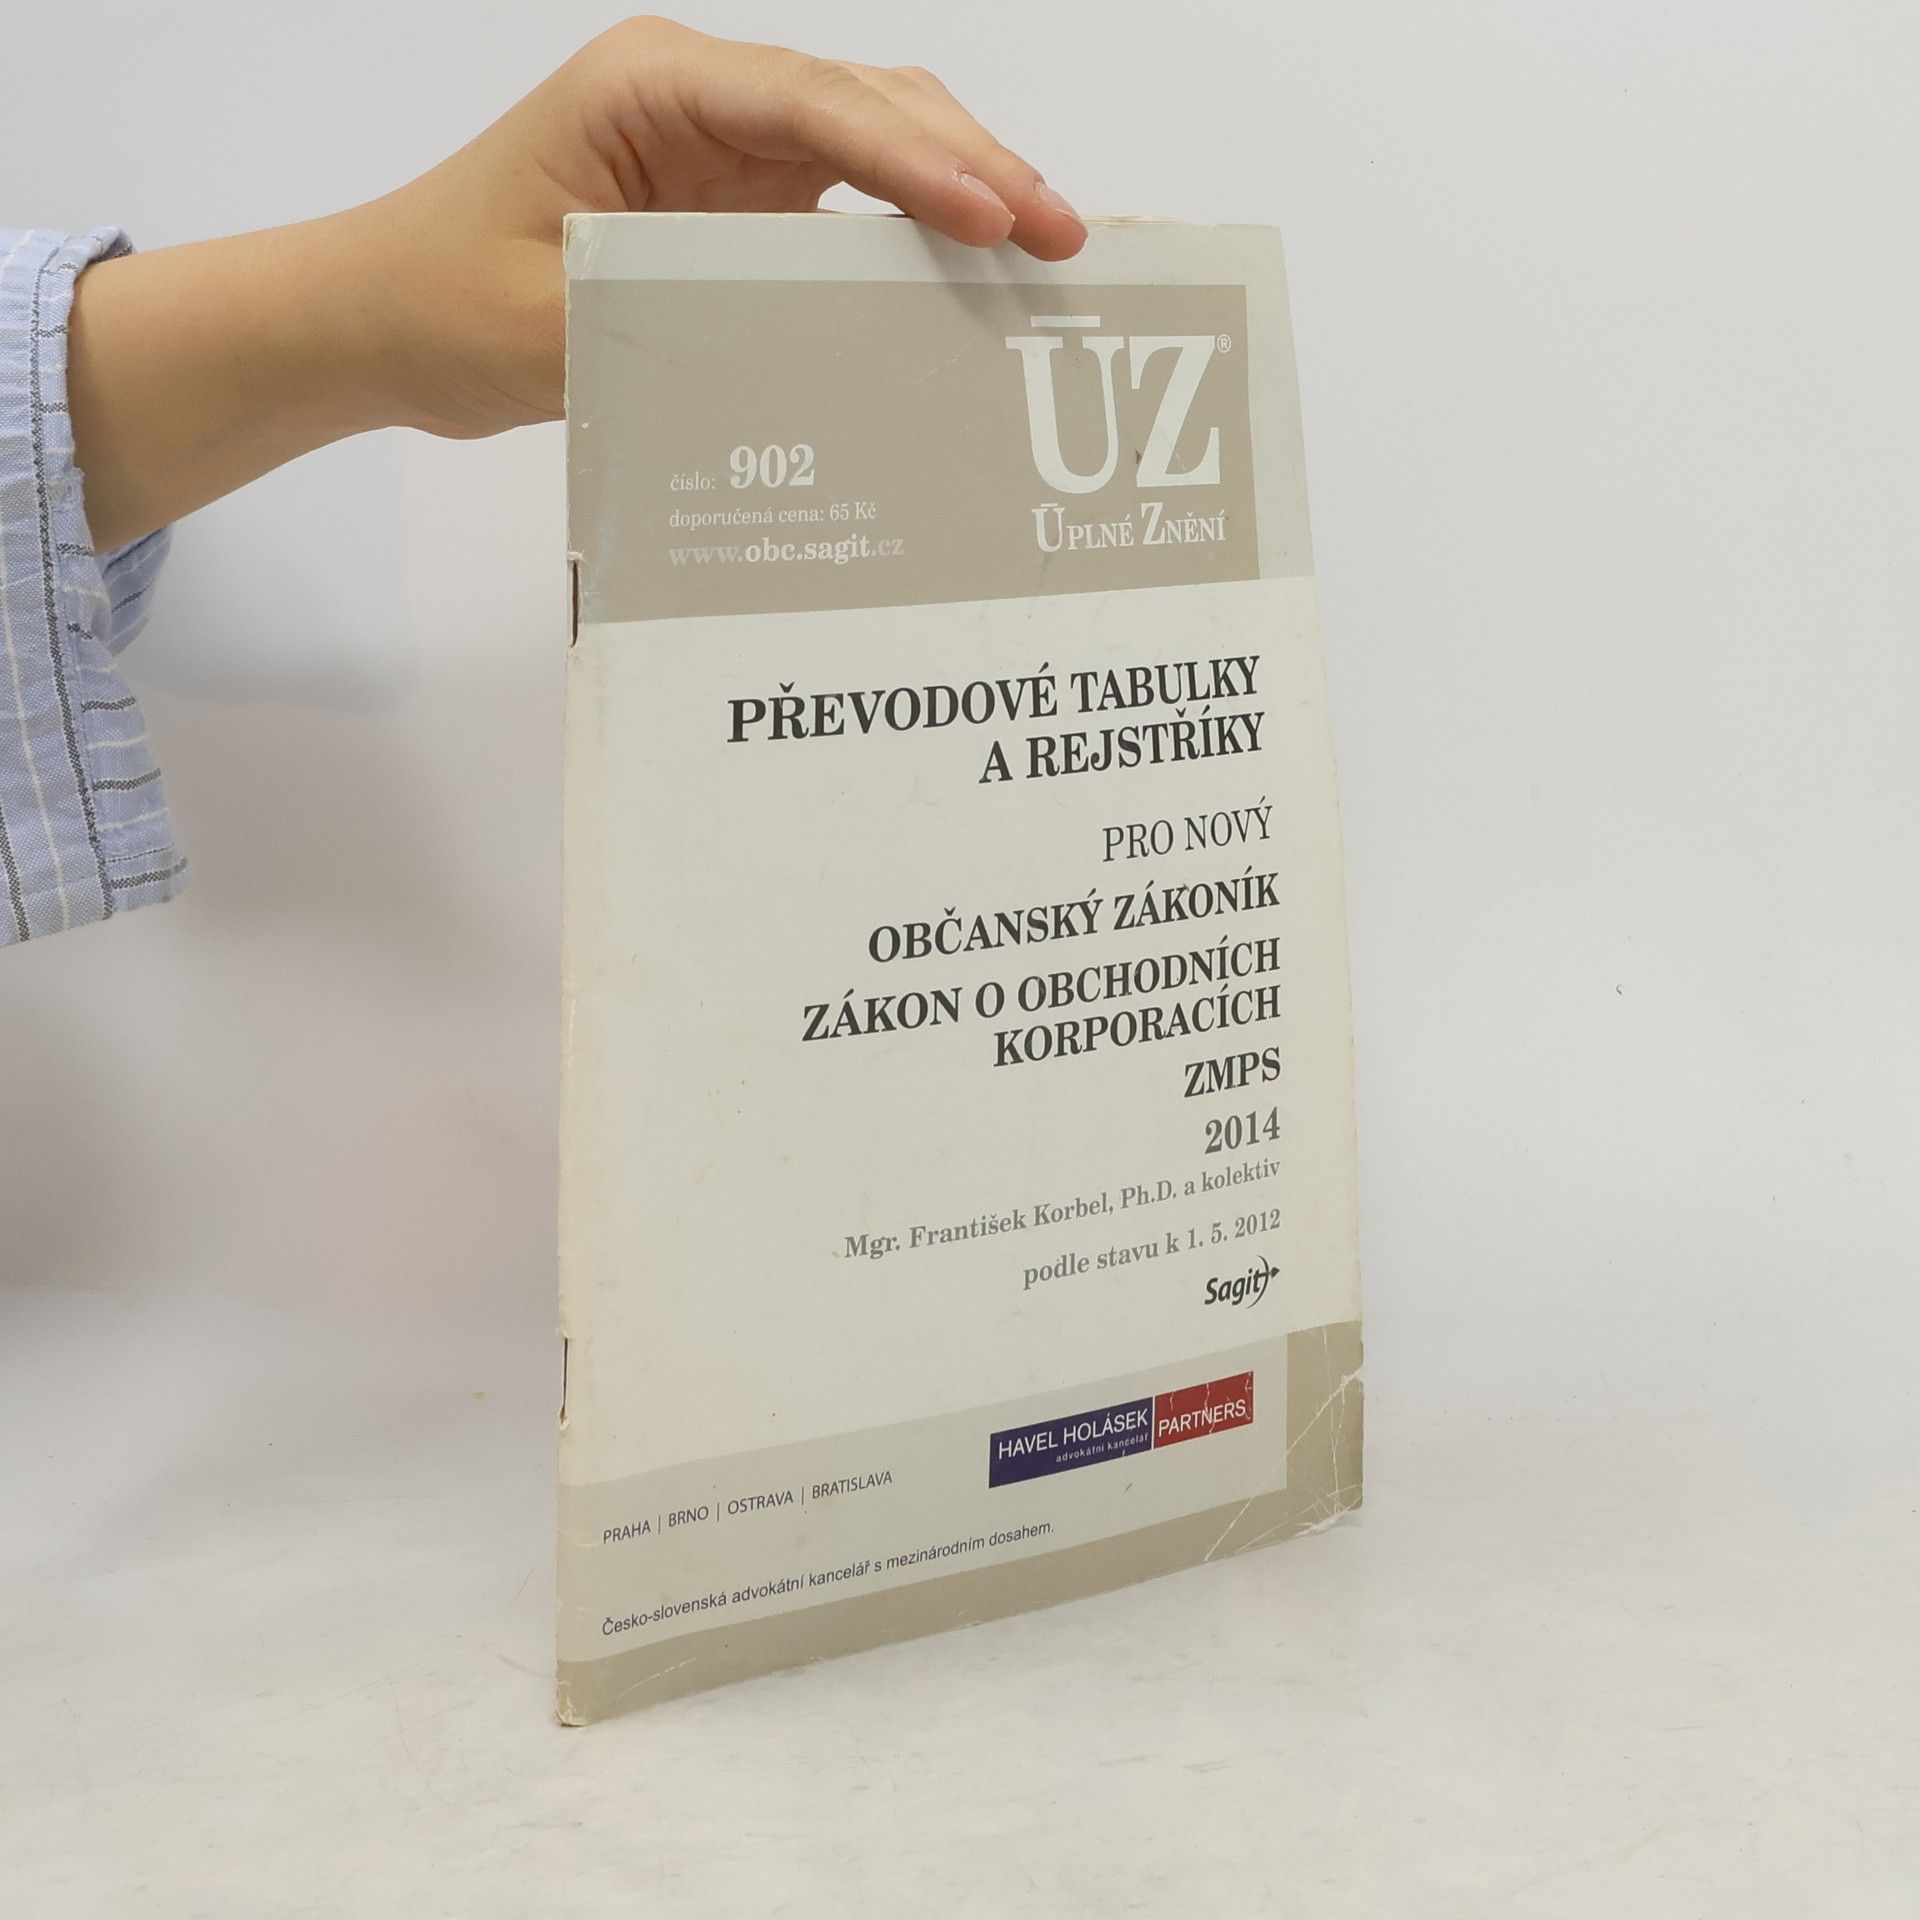 ÚZ®
ÚPLNÉ ZNĚNÍ
číslo: 902
doporučená cena: 65 Kč
www.obc.sagit.cz
PŘEVODOVÉ TABULKY
A REJSTŘÍKY
PRO NOVÝ
OBČANSKÝ ZÁKONÍK
ZÁKON O OBCHODNÍCH
KORPORACÍCH
ZMPS
2014
Mgr. František Korbel, Ph.D. a kolektiv
podle stavu k 1. 5. 2012
Sagit
HAVEL HOLÁSEK PARTNERS
advokátní kancelář
PRAHA | BRNO | OSTRAVA | BRATISLAVA
Česko-slovenská advokátní kancelář s mezinárodním dosahem.